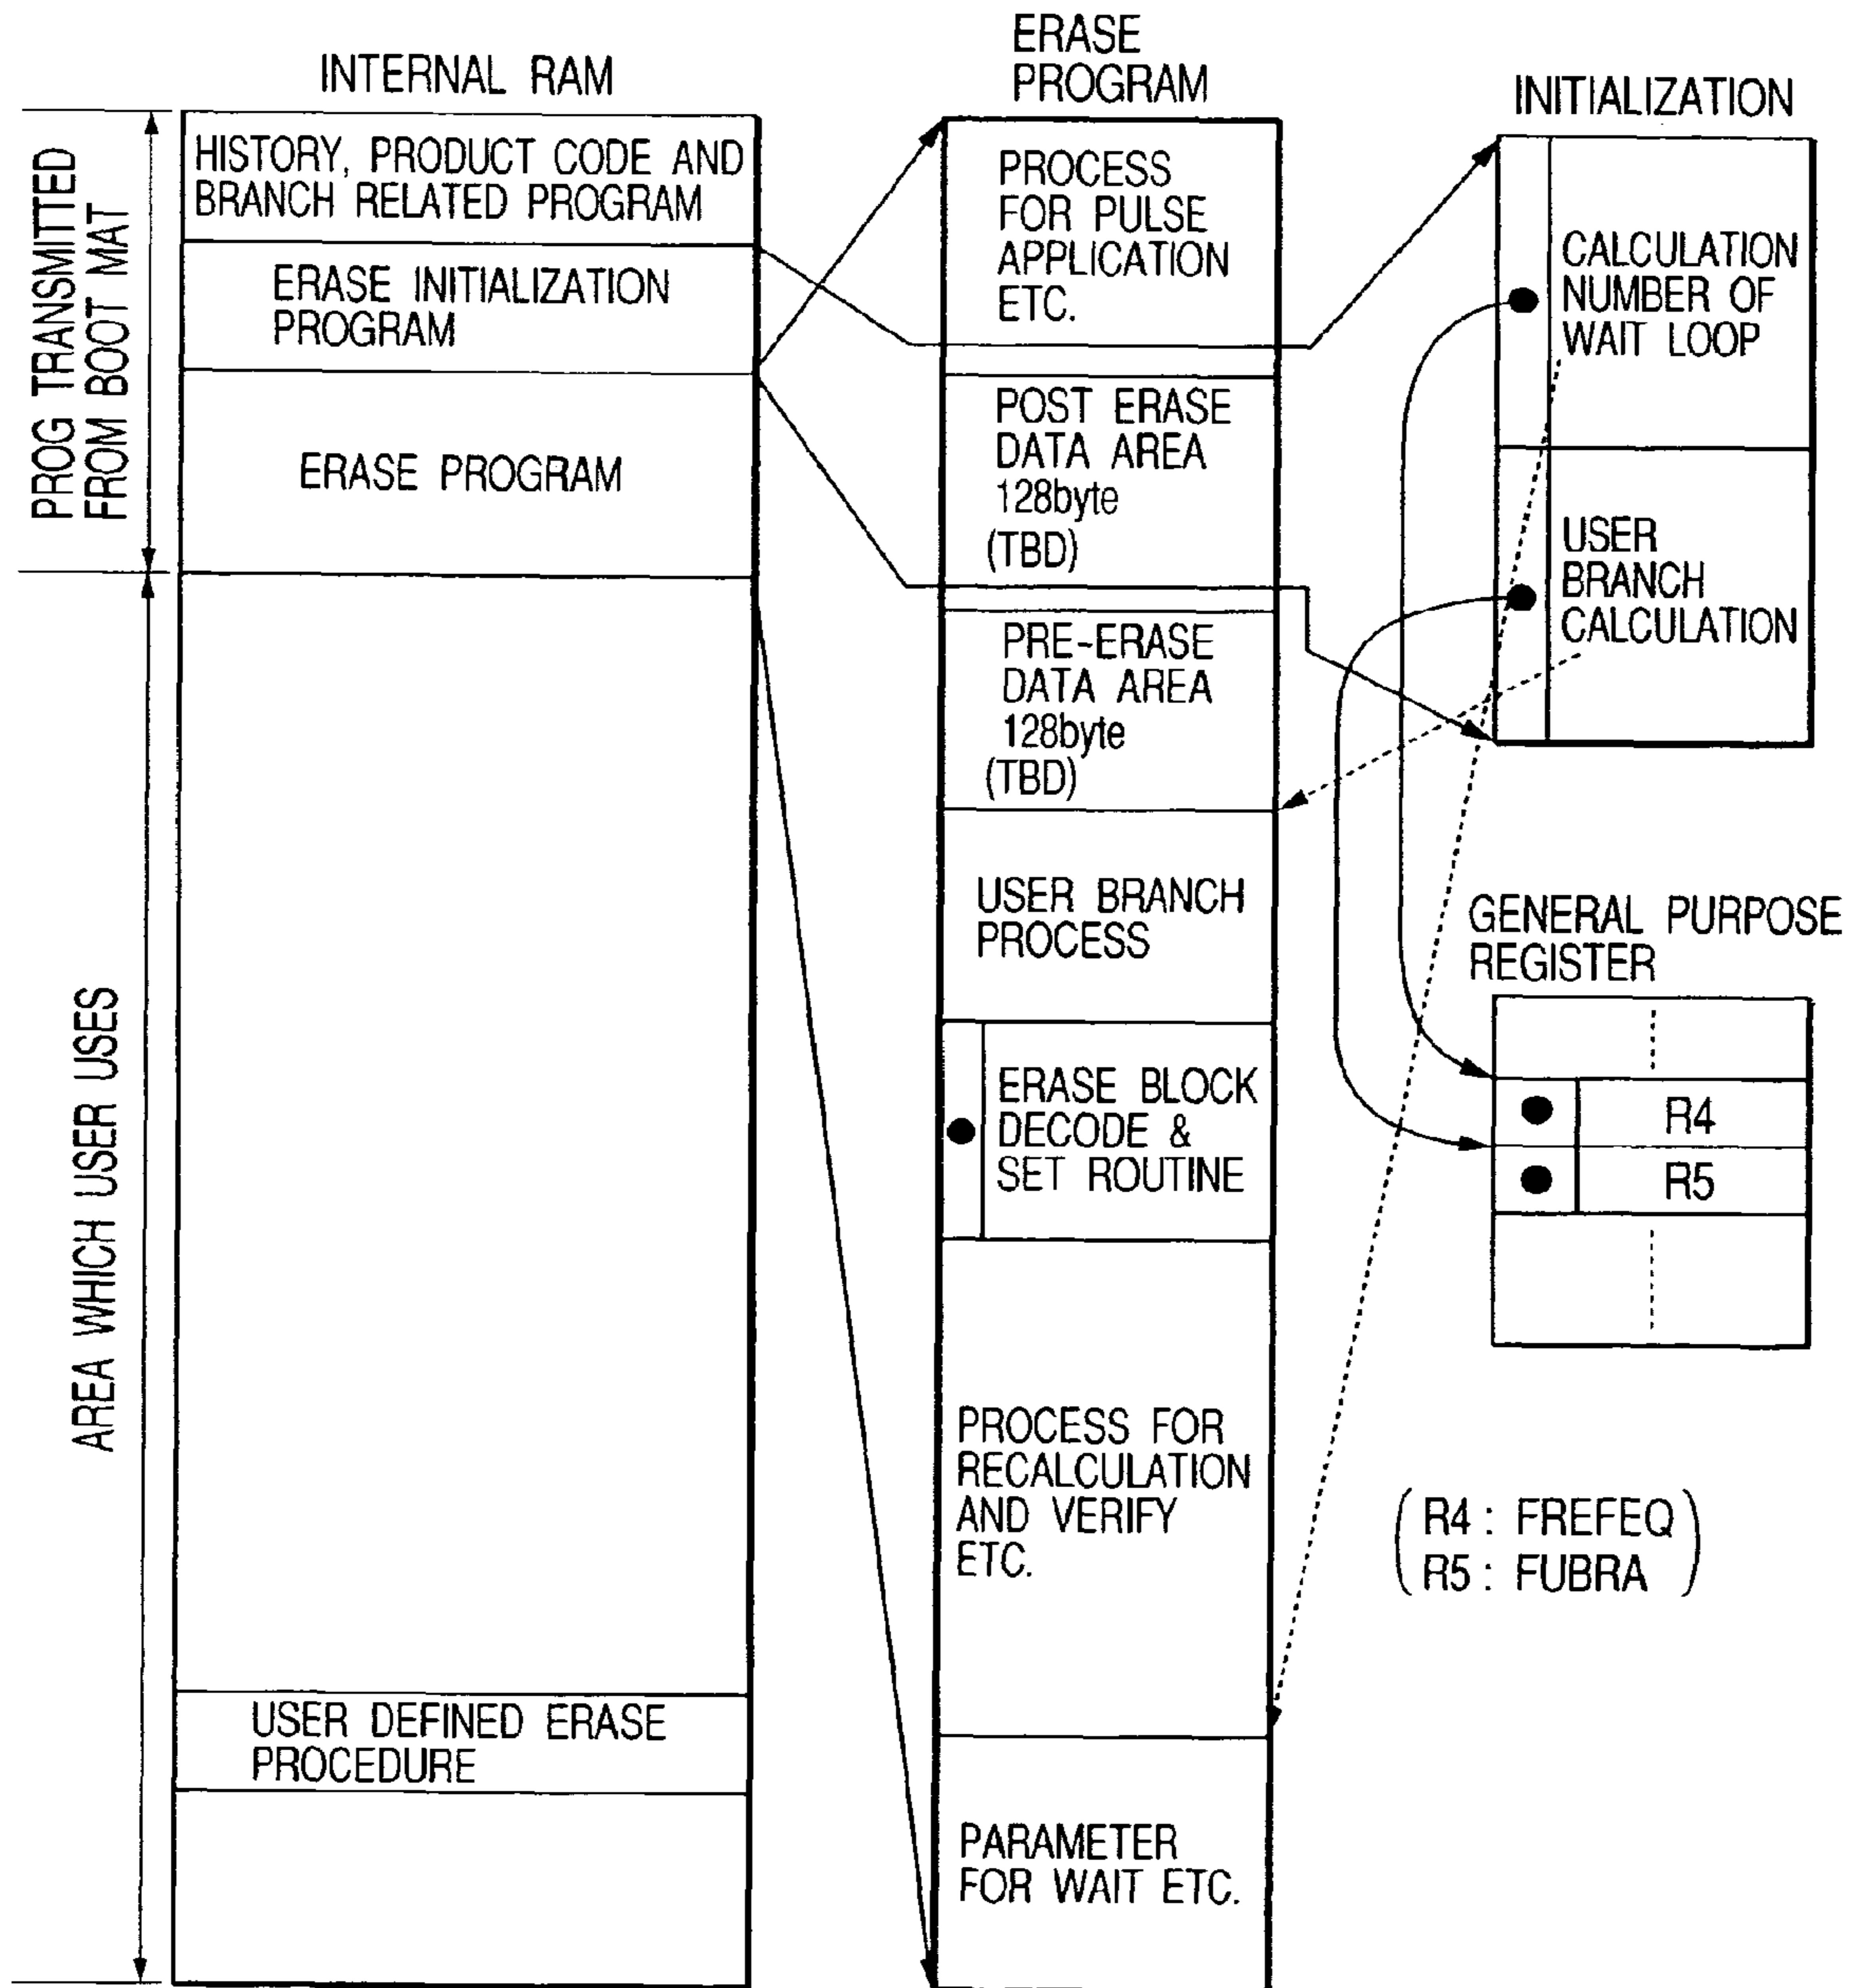 INTERNAL RAM
PROG TRANSMITTED
FROM BOOT MAT
HISTORY, PRODUCT CODE AND
BRANCH RELATED PROGRAM
ERASE INITIALIZATION
PROGRAM
ERASE PROGRAM
AREA WHICH USER USES
USER DEFINED ERASE
PROCEDURE
ERASE
PROGRAM
PROCESS
FOR PULSE
APPLICATION
ETC.
POST ERASE
DATA AREA
128byte
(TBD)
PRE-ERASE
DATA AREA
128byte
(TBD)
USER BRANCH
PROCESS
ERASE BLOCK
DECODE &
SET ROUTINE
PROCESS FOR
RECALCULATION
AND VERIFY
ETC.
PARAMETER
FOR WAIT ETC.
INITIALIZATION
CALCULATION
NUMBER OF
WAIT LOOP
USER
BRANCH
CALCULATION
GENERAL PURPOSE
REGISTER
R4
R5
(R4 : FREFEQ
R5 : FUBRA)